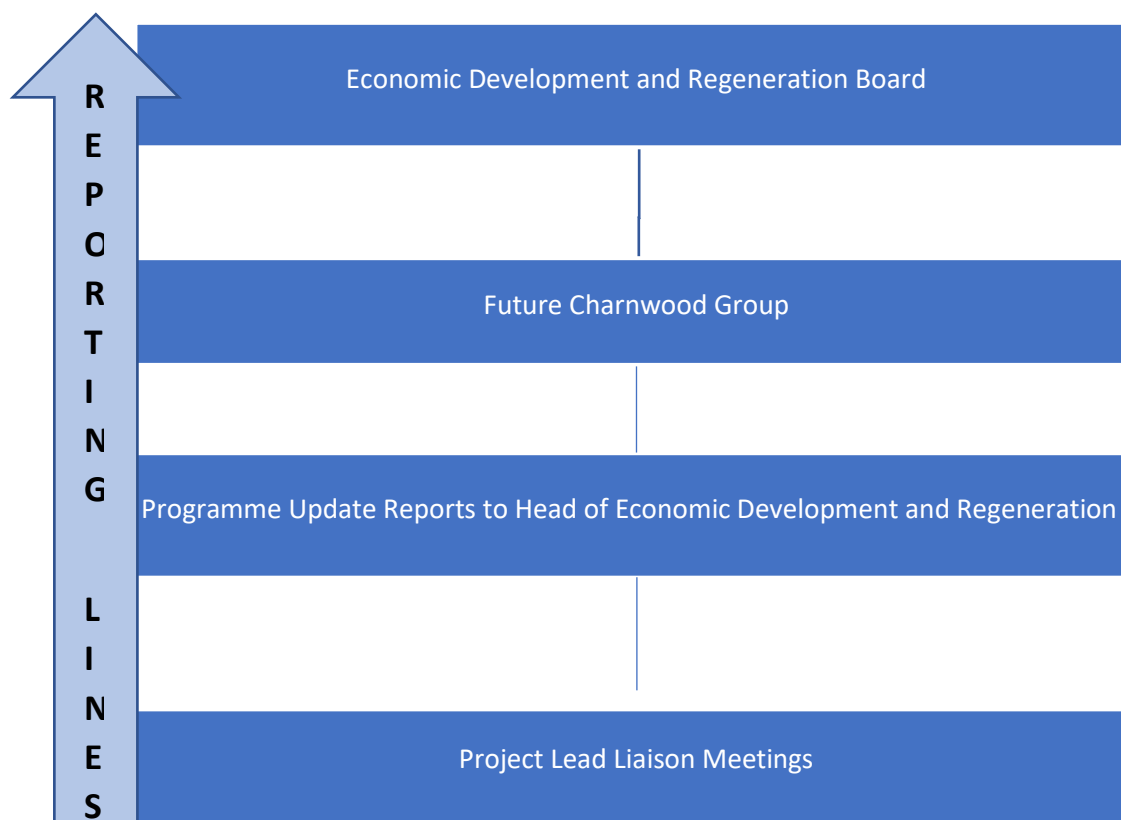 REPORTING LINES
Economic Development and Regeneration Board
Future Charnwood Group
Programme Update Reports to Head of Economic Development and Regeneration
Project Lead Liaison Meetings